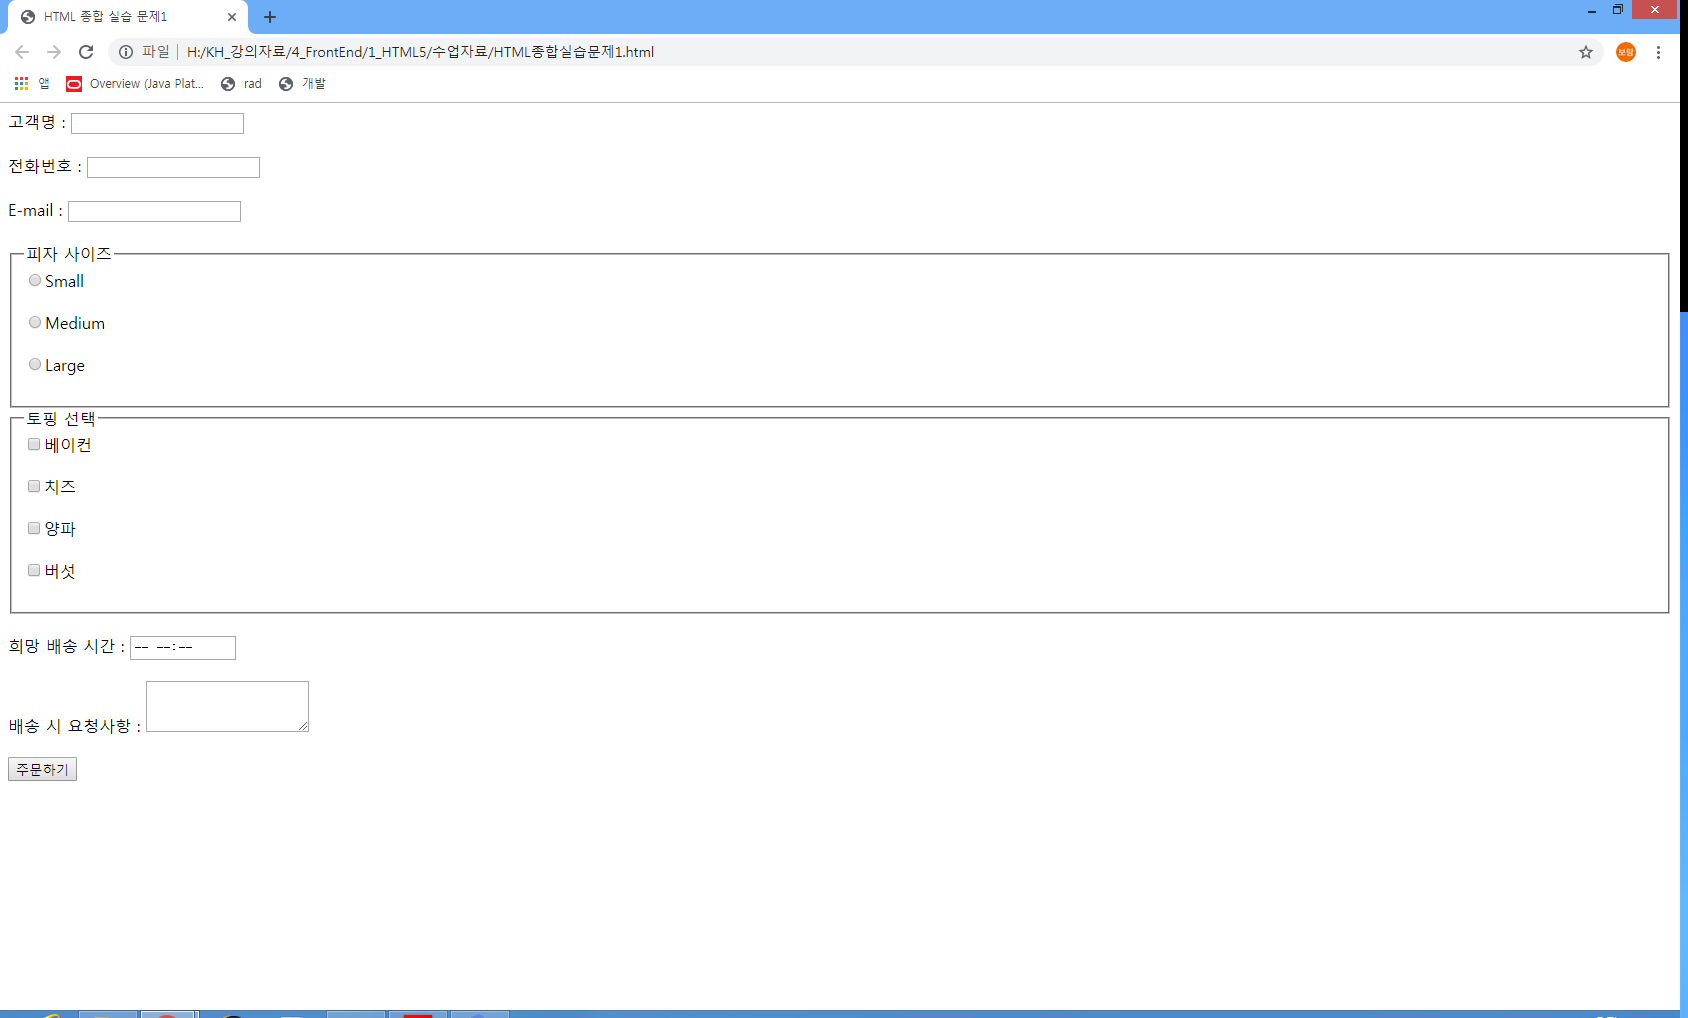 HTML 종합 실습 문제1
파일 H:/KH_강의자료/4_FrontEnd/1_HTML5/수업자료/HTML종합실습문제1.html
보람
앱 Overview (Java Plat... rad 개발
고객명 :
전화번호 :
E-mail :
피자 사이즈
Small
Medium
Large
토핑 선택
베이컨
치즈
양파
버섯
희망 배송 시간 : -- --:--
배송 시 요청사항 :
주문하기